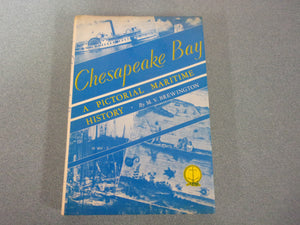 Chesapeake Bay
A PICTORIAL MARITIME
HISTORY • By M. V. BREWINGTON